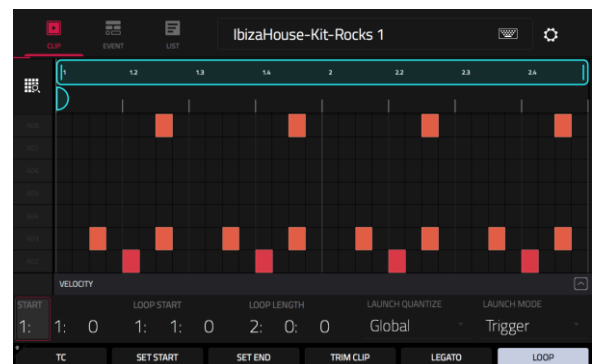 IbizaHouse-Kit-Rocks 1
CLIP EVENT LIST
1 1.2 1.3 1.4 2 2.2 2.3 2.4
VELOCITY
START LOOP START LOOP LENGTH LAUNCH QUANTIZE LAUNCH MODE
1: 1: 0 1: 1: 0 2: 0: 0 Global Trigger
TC SET START SET END TRIM CLIP LEGATO LOOP